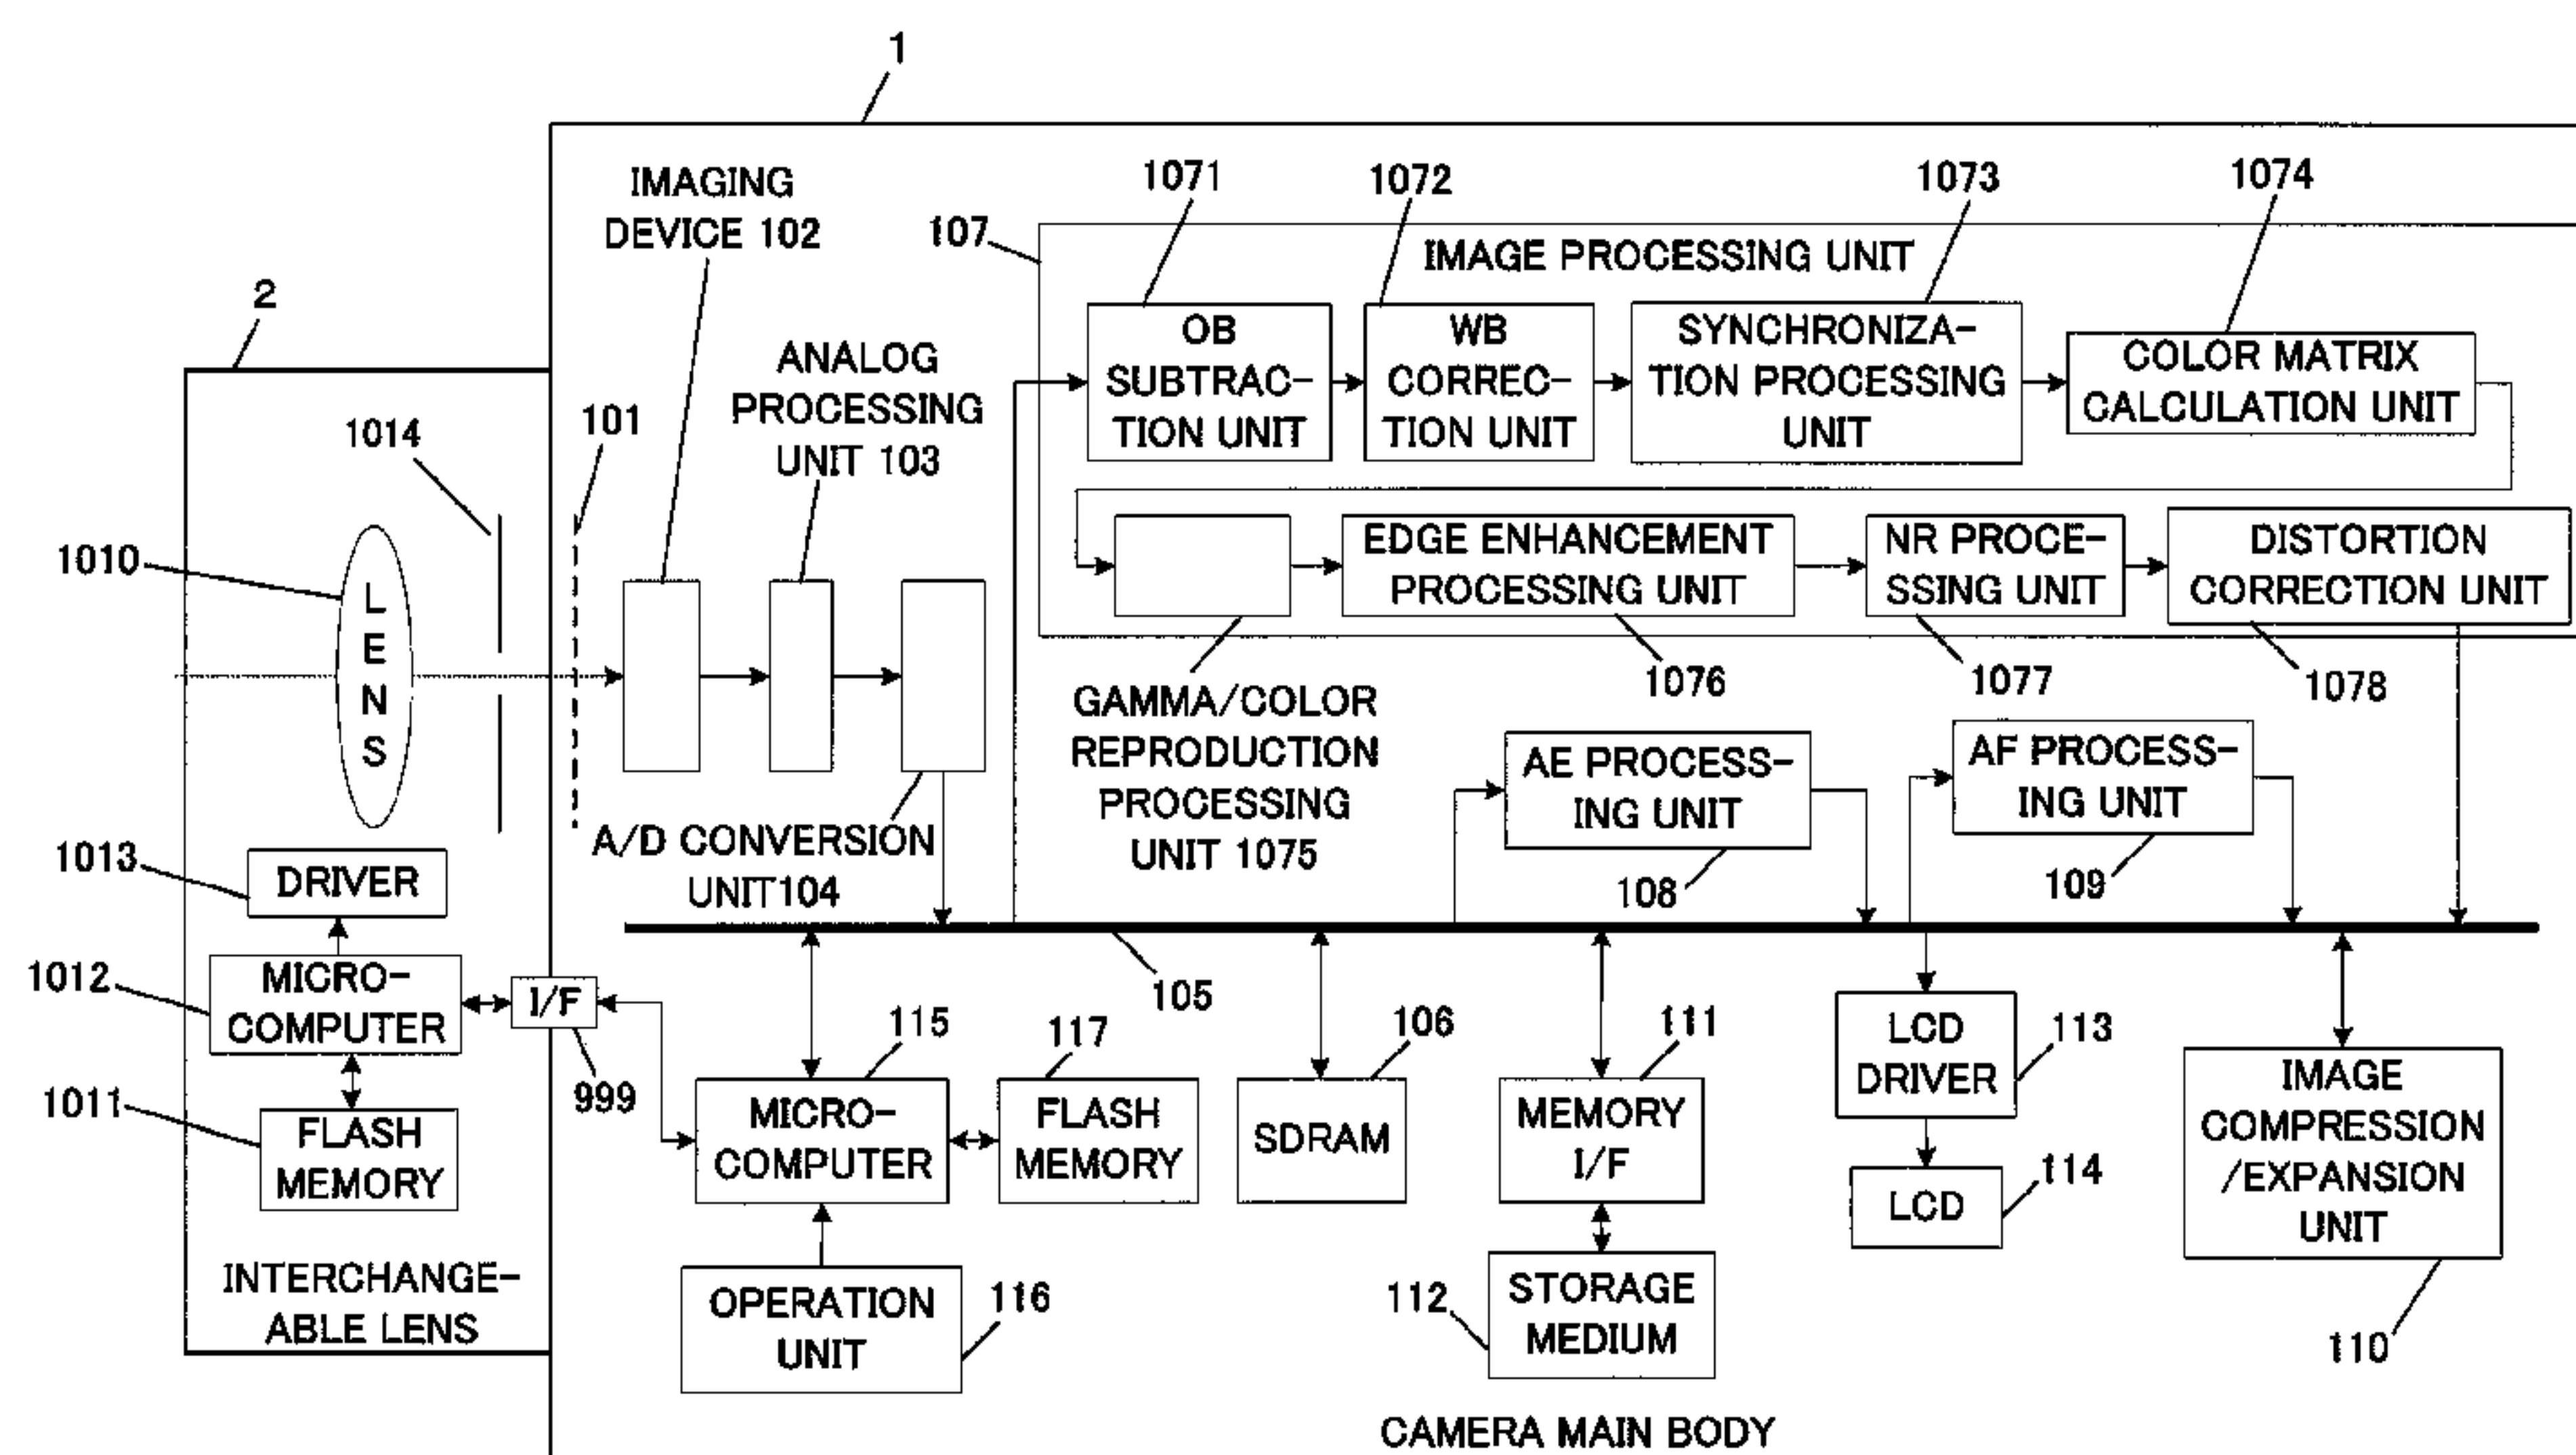 1
IMAGING
DEVICE 102
1071
1072
1073
1074
107
IMAGE PROCESSING UNIT
2
OB
SUBTRAC-
TION UNIT
WB
CORREC-
TION UNIT
SYNCHRONIZA-
TION PROCESSING
UNIT
COLOR MATRIX
CALCULATION UNIT
ANALOG
PROCESSING
UNIT 103
101
1014
1010
LENS
EDGE ENHANCEMENT
PROCESSING UNIT
NR PROCE-
SSING UNIT
DISTORTION
CORRECTION UNIT
1076
1077
1078
GAMMA/COLOR
REPRODUCTION
PROCESSING
UNIT 1075
AE PROCESS-
ING UNIT
108
AF PROCESS-
ING UNIT
109
A/D CONVERSION
UNIT104
1013
DRIVER
1012
MICRO-
COMPUTER
I/F
999
1011
FLASH
MEMORY
INTERCHANGE-
ABLE LENS
105
115
MICRO-
COMPUTER
117
FLASH
MEMORY
106
SDRAM
111
MEMORY
I/F
LCD
DRIVER
113
LCD
114
IMAGE
COMPRESSION
/EXPANSION
UNIT
110
OPERATION
UNIT
116
112
STORAGE
MEDIUM
CAMERA MAIN BODY